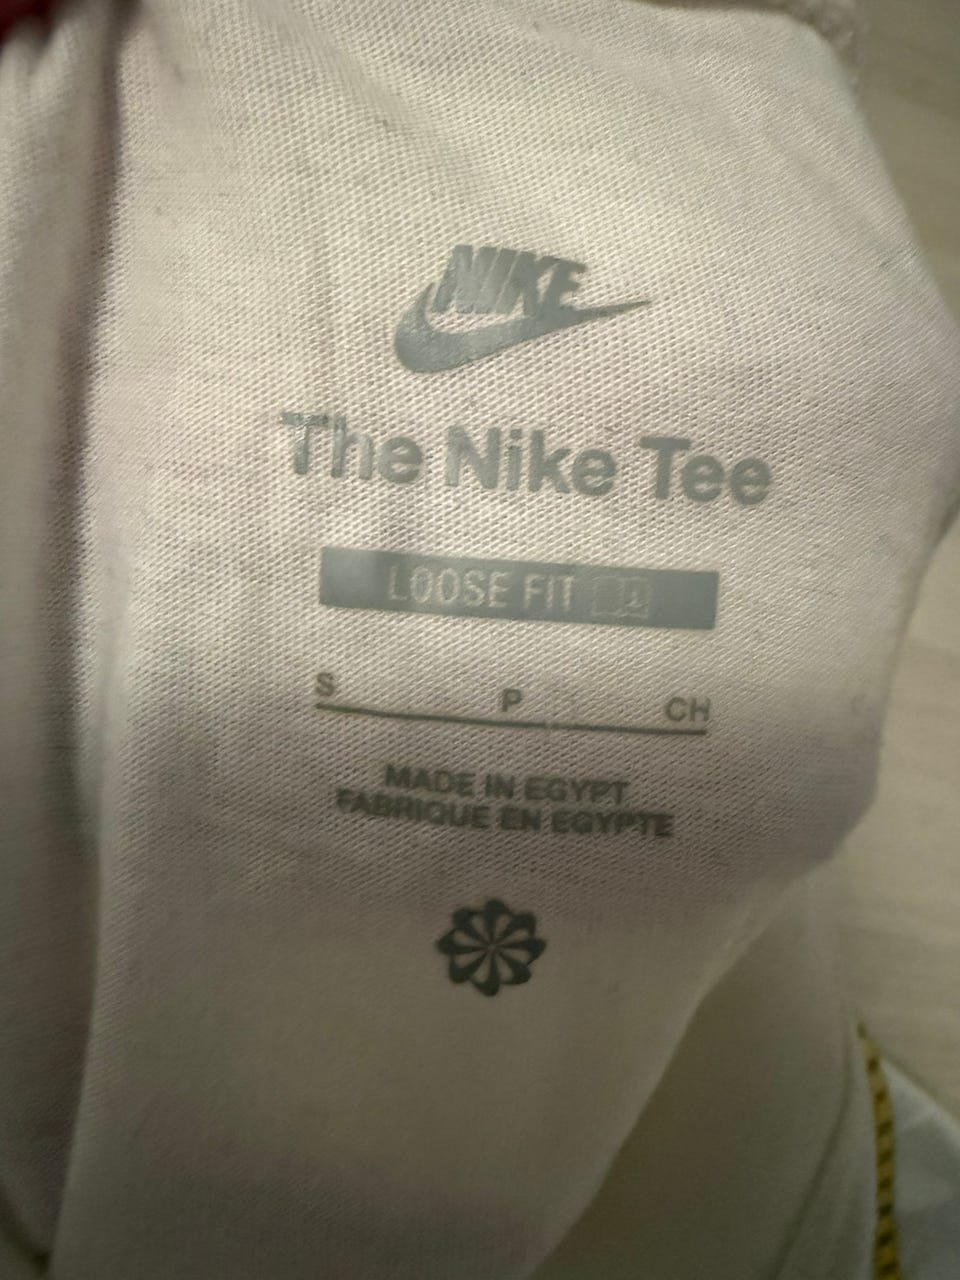 NIKE
The Nike Tee
LOOSE FIT
S P CH
MADE IN EGYPT
FABRIQUE EN EGYPTE